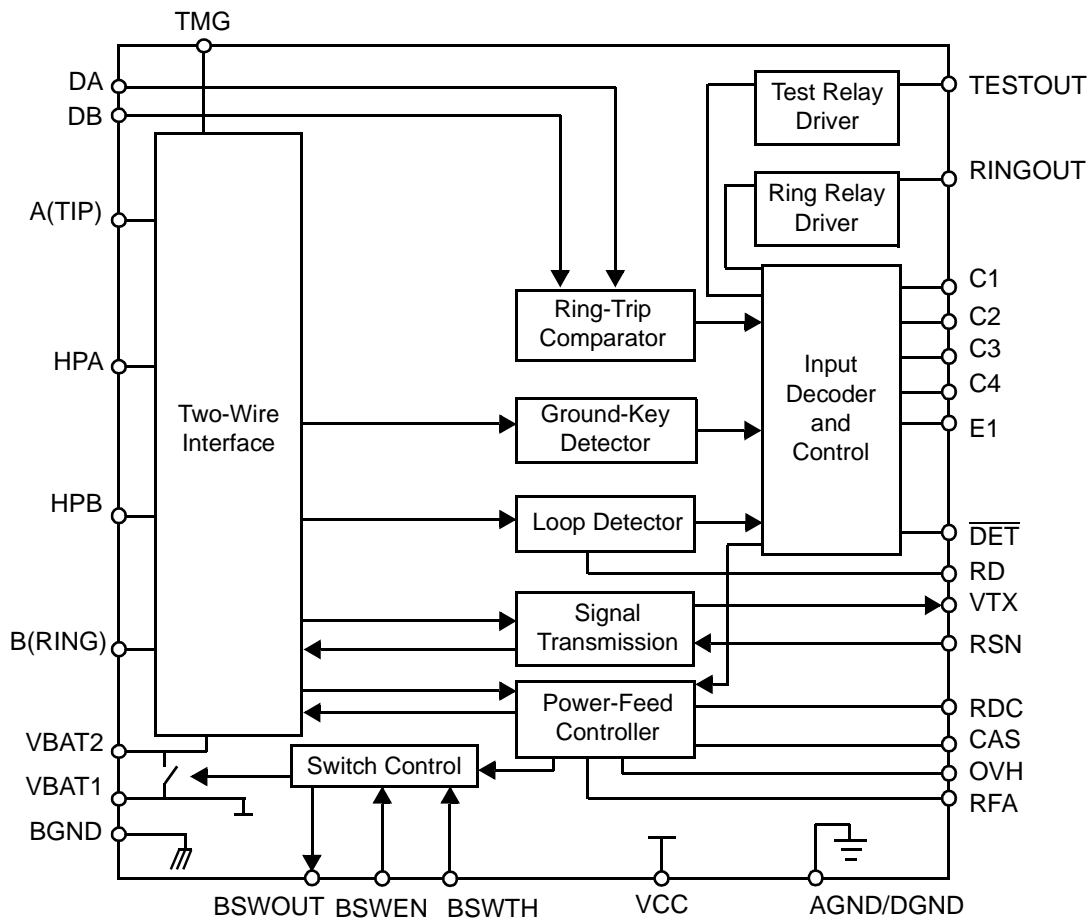 TMG
DA
DB
A(TIP)
HPA
HPB
B(RING)
VBAT2
VBAT1
BGND
Two-Wire
Interface
Ring-Trip
Comparator
Ground-Key
Detector
Loop Detector
Signal
Transmission
Power-Feed
Controller
Switch Control
Test Relay
Driver
Ring Relay
Driver
Input
Decoder
and
Control
TESTOUT
RINGOUT
C1
C2
C3
C4
E1
D̅E̅T̅
RD
VTX
RSN
RDC
CAS
OVH
RFA
BSWOUT
BSWEN
BSWTH
VCC
AGND/DGND